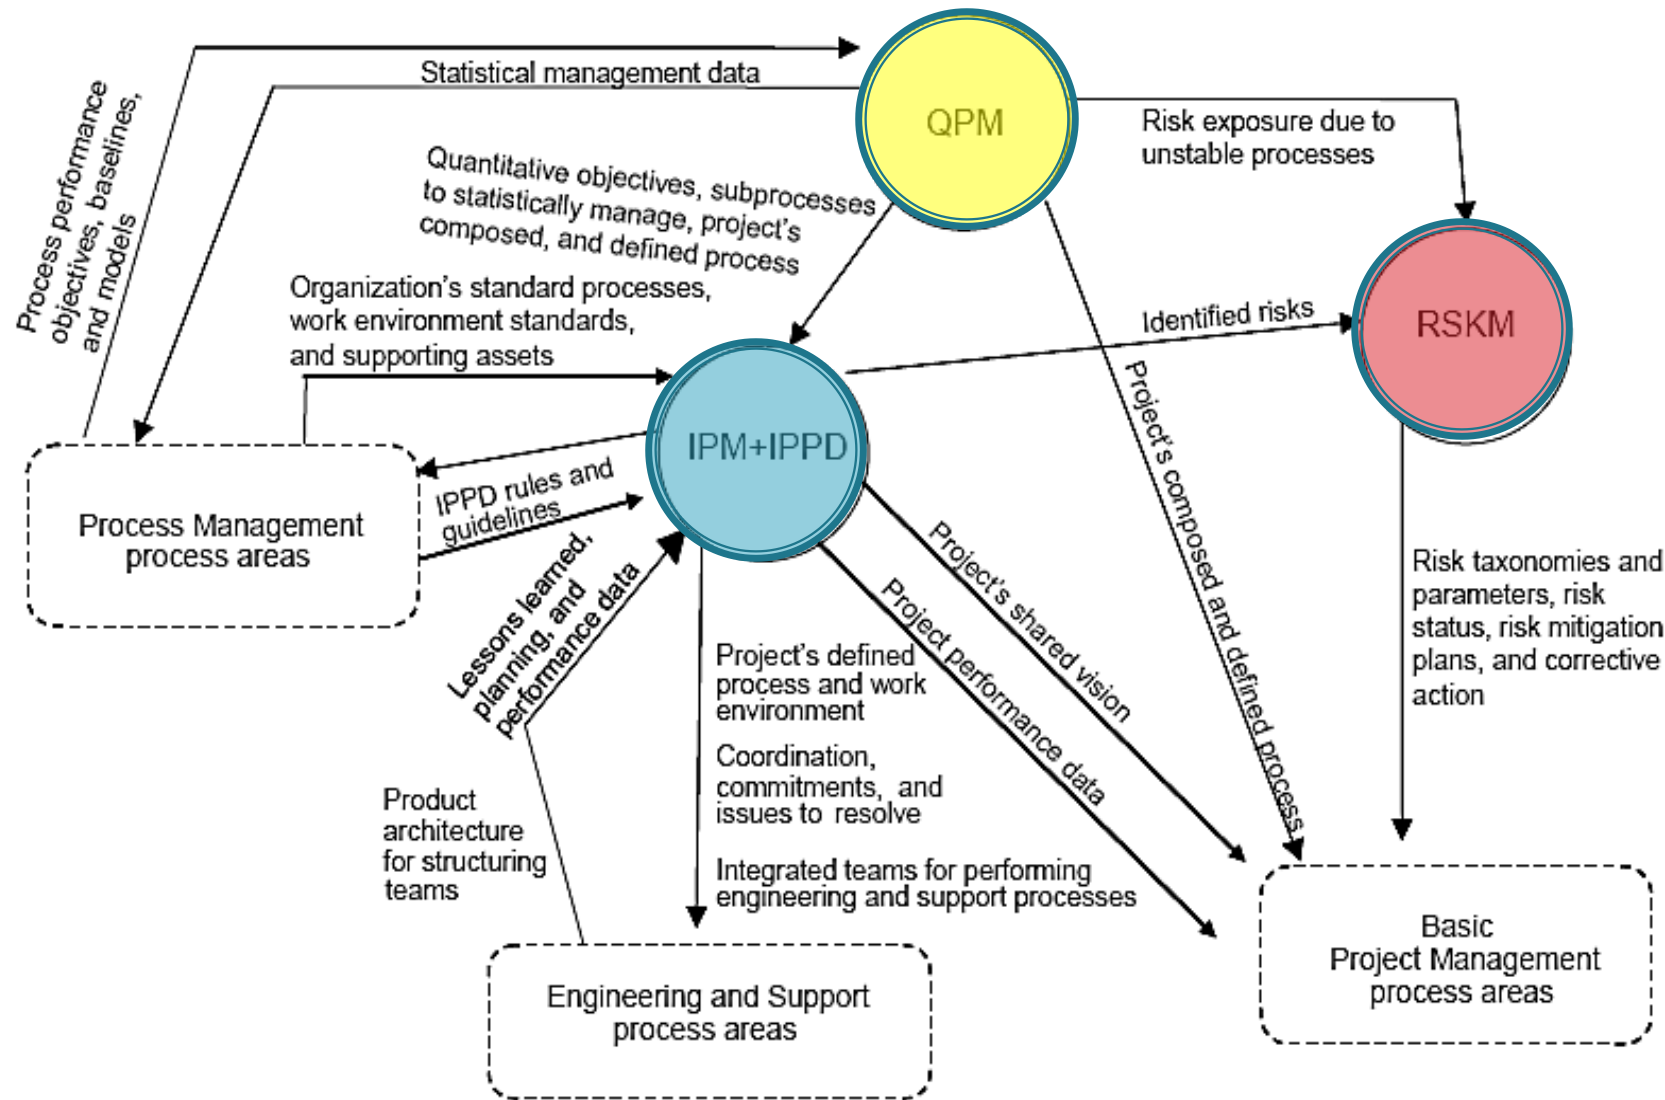 Statistical management data
QPM
Risk exposure due to
unstable processes
Process performance
objectives, baselines,
and models
Quantitative objectives, subprocesses
to statistically manage, project's
composed, and defined process
Organization's standard processes,
work environment standards,
and supporting assets
Identified risks
RSKM
IPM+IPPD
Process Management
process areas
IPPD rules and
guidelines
Lessons learned,
planning, and
performance data
Project's shared vision
Project performance data
Project's composed and defined process
Risk taxonomies and
parameters, risk
status, risk mitigation
plans, and corrective
action
Project's defined
process and work
environment
Coordination,
commitments, and
issues to resolve
Integrated teams for performing
engineering and support processes
Product
architecture
for structuring
teams
Engineering and Support
process areas
Basic
Project Management
process areas